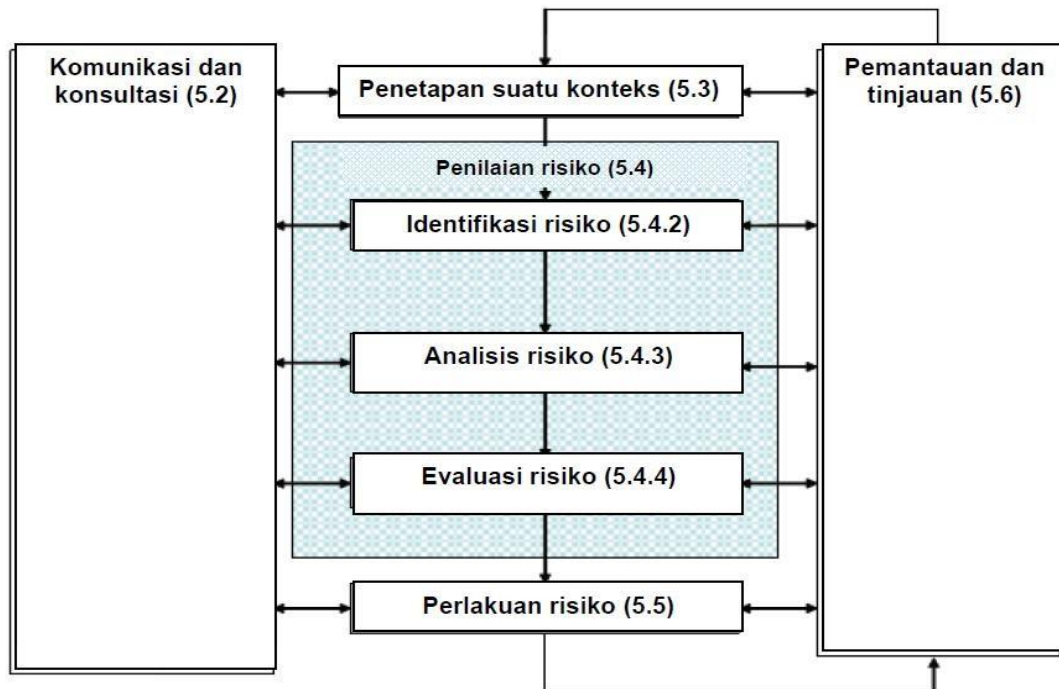 Komunikasi dan
konsultasi (5.2)
Penetapan suatu konteks (5.3)
Pemantauan dan
tinjauan (5.6)
Penilaian risiko (5.4)
Identifikasi risiko (5.4.2)
Analisis risiko (5.4.3)
Evaluasi risiko (5.4.4)
Perlakuan risiko (5.5)